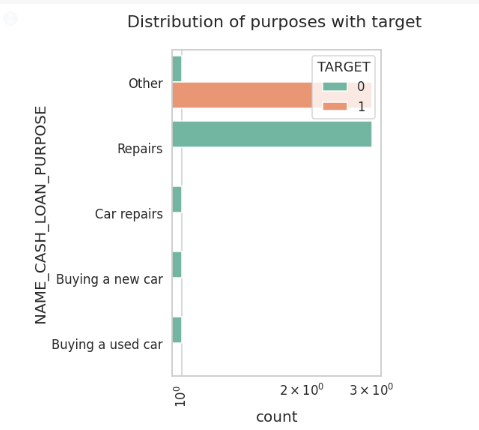 Distribution of purposes with target
TARGET
0
1
NAME_CASH_LOAN_PURPOSE
Other
Repairs
Car repairs
Buying a new car
Buying a used car
10⁰
2 × 10⁰
3 × 10⁰
count